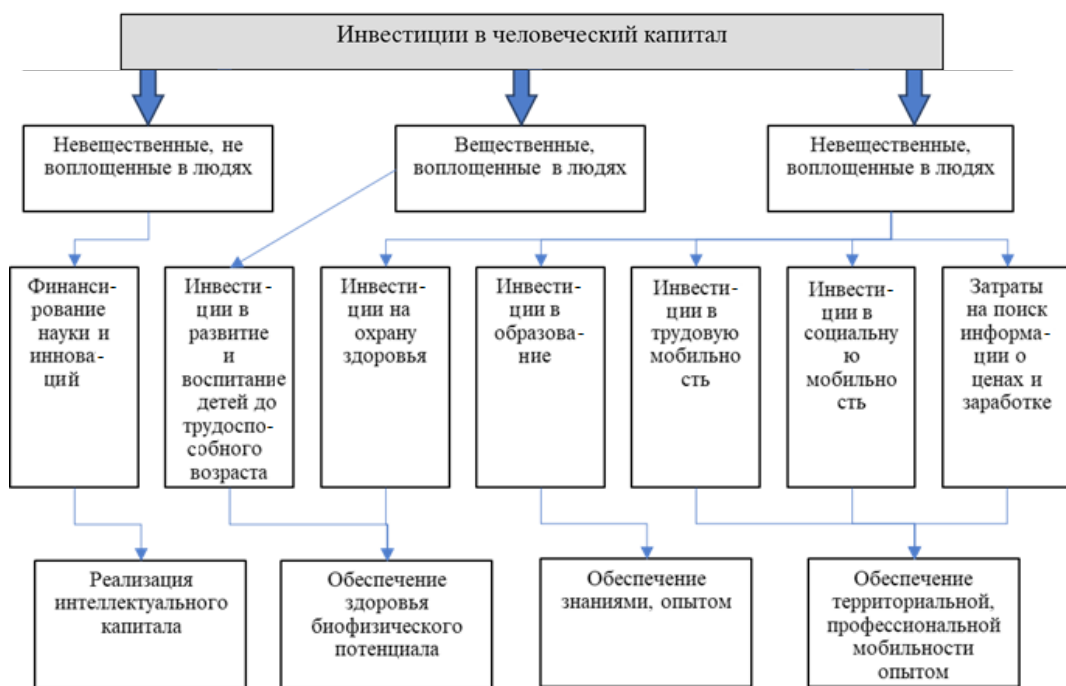 Инвестиции в человеческий капитал
Невещественные, не
воплощенные в людях
Вещественные,
воплощенные в людях
Невещественные,
воплощенные в людях
Финанси-
рование
науки и
иннова-
ций
Инвести-
ции в
развитие
и
воспитание
детей до
трудоспо-
собного
возраста
Инвести-
ции на
охрану
здоровья
Инвести-
ции в
образова-
ние
Инвести-
ции в
трудовую
мобильно
сть
Инвести-
ции в
социальну
ю
мобильно
сть
Затраты
на поиск
информа-
ции о
ценах и
заработке
Реализация
интеллектуального
капитала
Обеспечение
здоровья
биофизического
потенциала
Обеспечение
знаниями, опытом
Обеспечение
территориальной,
профессиональной
мобильности
опытом